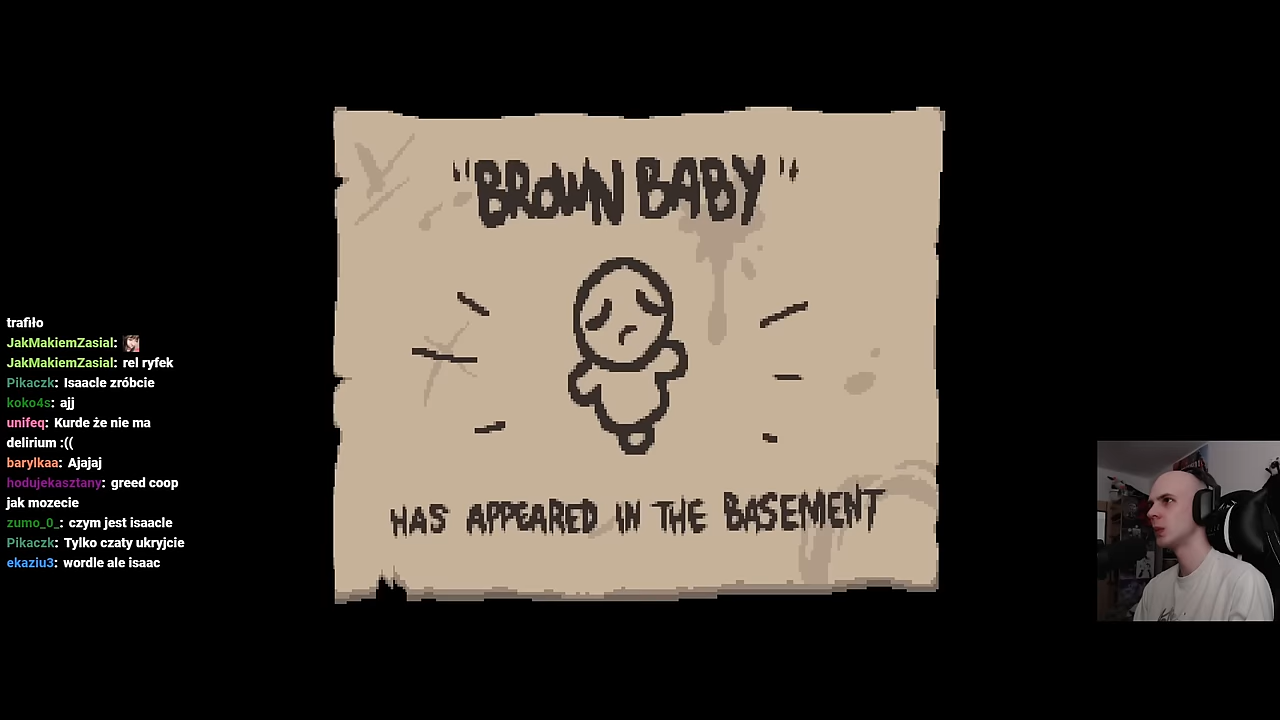 "BROWN BABY"
HAS APPEARED IN THE BASEMENT
trafiło
JakMakiemZasial:
JakMakiemZasial: rel ryfek
Pikaczk: Isaacle zróbcie
koko4s: ajj
unifeq: Kurde że nie ma
delirium :((
barylkaa: Ajajaj
hodujekasztany: greed coop
jak mozecie
zumo_0_: czym jest isaacle
Pikaczk: Tylko czaty ukryjcie
ekaziu3: wordle ale isaac